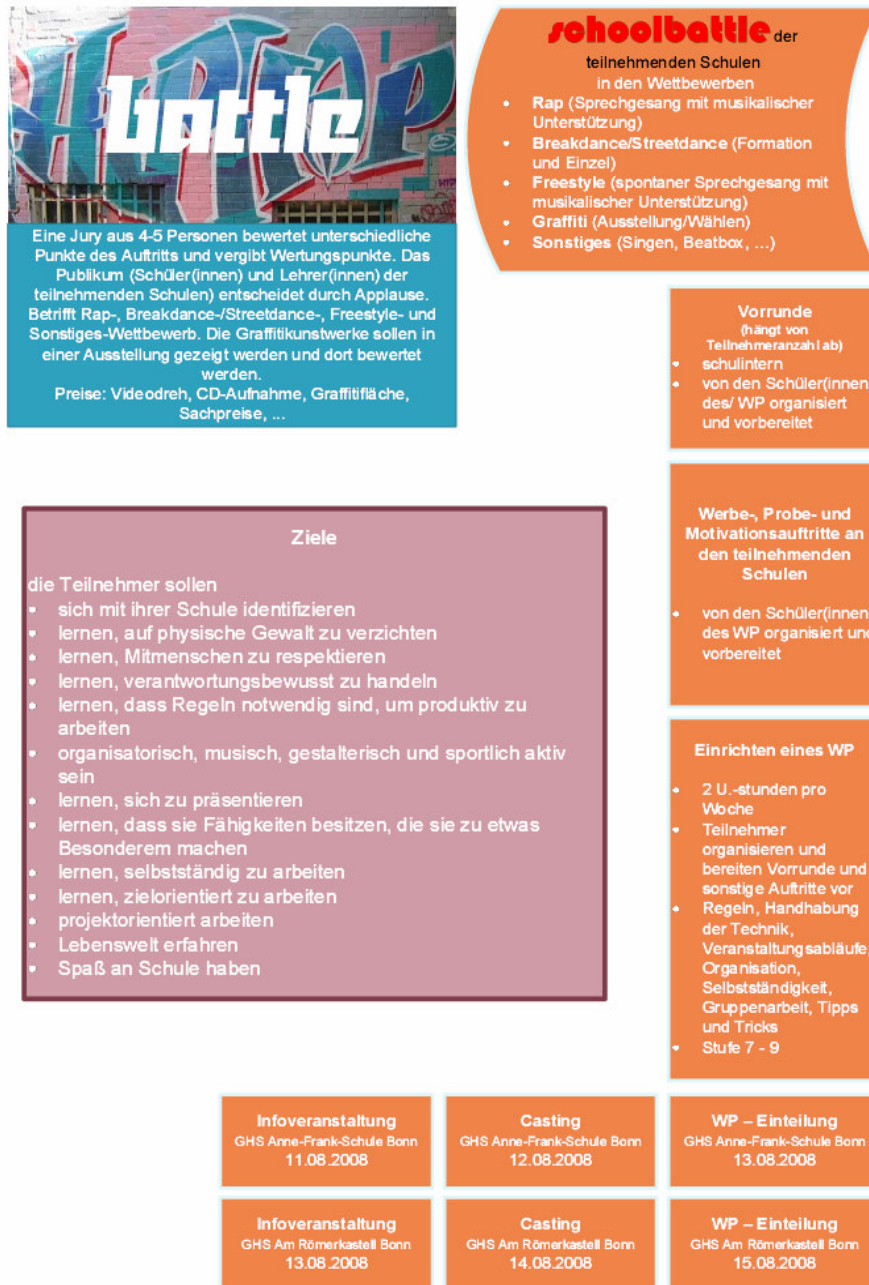 battle
Eine Jury aus 4-5 Personen bewertet unterschiedliche
Punkte des Auftritts und vergibt Wertungspunkte. Das
Publikum (Schüler(innen) und Lehrer(innen) der
teilnehmenden Schulen) entscheidet durch Applause.
Betrifft Rap-, Breakdance-/Streetdance-, Freestyle- und
Sonstiges-Wettbewerb. Die Graffitikunstwerke sollen in
einer Ausstellung gezeigt werden und dort bewertet
werden.
Preise: Videodreh, CD-Aufnahme, Graffitifläche,
Sachpreise, ...
schoolbattle der
teilnehmenden Schulen
in den Wettbewerben
• Rap (Sprechgesang mit musikalischer
Unterstützung)
• Breakdance/Streetdance (Formation
und Einzel)
• Freestyle (spontaner Sprechgesang mit
musikalischer Unterstützung)
• Graffiti (Ausstellung/Wählen)
• Sonstiges (Singen, Beatbox, ...)
Vorrunde
(hängt von
Teilnehmeranzahl ab)
• schulintern
• von den Schüler(innen
des/ WP organisiert
und vorbereitet
Werbe-, Probe- und
Motivationsauftritte an
den teilnehmenden
Schulen
• von den Schüler(innen
des WP organisiert und
vorbereitet
Ziele
die Teilnehmer sollen
• sich mit ihrer Schule identifizieren
• lernen, auf physische Gewalt zu verzichten
• lernen, Mitmenschen zu respektieren
• lernen, verantwortungsbewusst zu handeln
• lernen, dass Regeln notwendig sind, um produktiv zu
arbeiten
• organisatorisch, musisch, gestalterisch und sportlich aktiv
sein
• lernen, sich zu präsentieren
• lernen, dass sie Fähigkeiten besitzen, die sie zu etwas
Besonderem machen
• lernen, selbstständig zu arbeiten
• lernen, zielorientiert zu arbeiten
• projektorientiert arbeiten
• Lebenswelt erfahren
• Spaß an Schule haben
Einrichten eines WP
• 2 U.-stunden pro
Woche
• Teilnehmer
organisieren und
bereiten Vorrunde und
sonstige Auftritte vor
• Regeln, Handhabung
der Technik,
Veranstaltungsabläufe,
Organisation,
Selbstständigkeit,
Gruppenarbeit, Tipps
und Tricks
• Stufe 7 - 9
Infoveranstaltung
GHS Anne-Frank-Schule Bonn
11.08.2008
Casting
GHS Anne-Frank-Schule Bonn
12.08.2008
WP – Einteilung
GHS Anne-Frank-Schule Bonn
13.08.2008
Infoveranstaltung
GHS Am Römerkastell Bonn
13.08.2008
Casting
GHS Am Römerkastell Bonn
14.08.2008
WP – Einteilung
GHS Am Römerkastell Bonn
15.08.2008